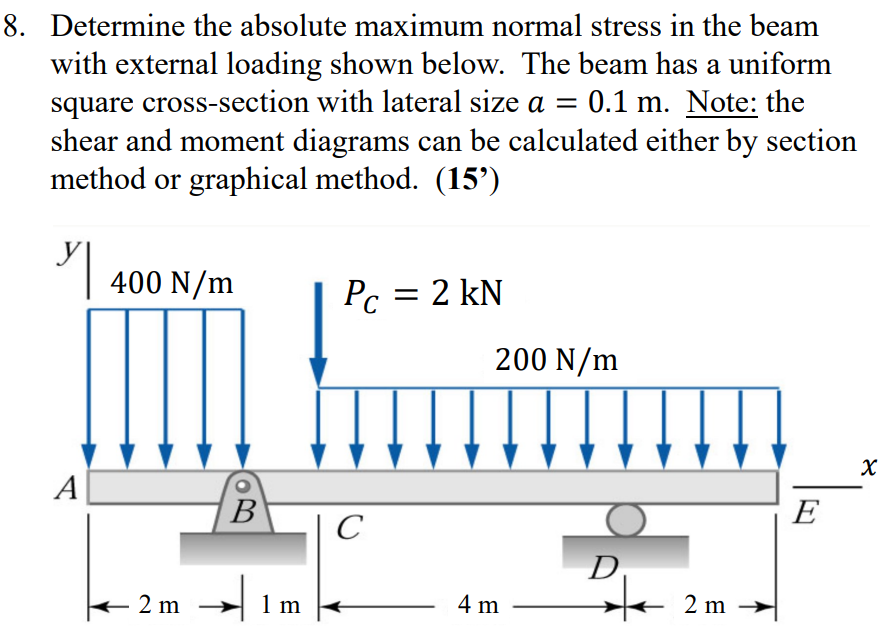 8. Determine the absolute maximum normal stress in the beam
with external loading shown below. The beam has a uniform
square cross-section with lateral size a = 0.1 m. Note: the
shear and moment diagrams can be calculated either by section
method or graphical method. (15’)
y
400 N/m
P_C = 2 kN
200 N/m
x
A
B
C
E
D
2 m
1 m
4 m
2 m